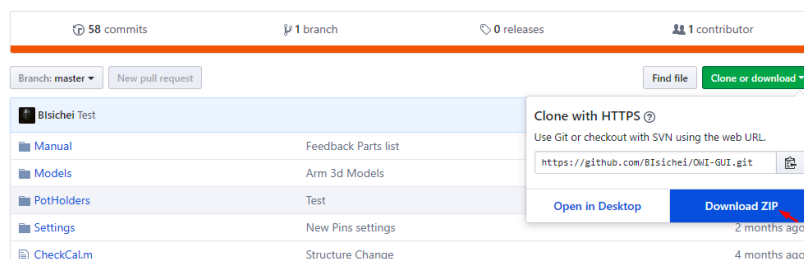 58 commits 1 branch 0 releases 1 contributor
Branch: master New pull request Find file Clone or download
BIsichei Test
Clone with HTTPS
Use Git or checkout with SVN using the web URL.
https://github.com/BIsichei/OWI-GUI.git
Open in Desktop Download ZIP
Manual Feedback Parts list
Models Arm 3d Models
PotHolders Test
Settings New Pins settings 2 months ago
CheckCal.m Structure Change 4 months ago